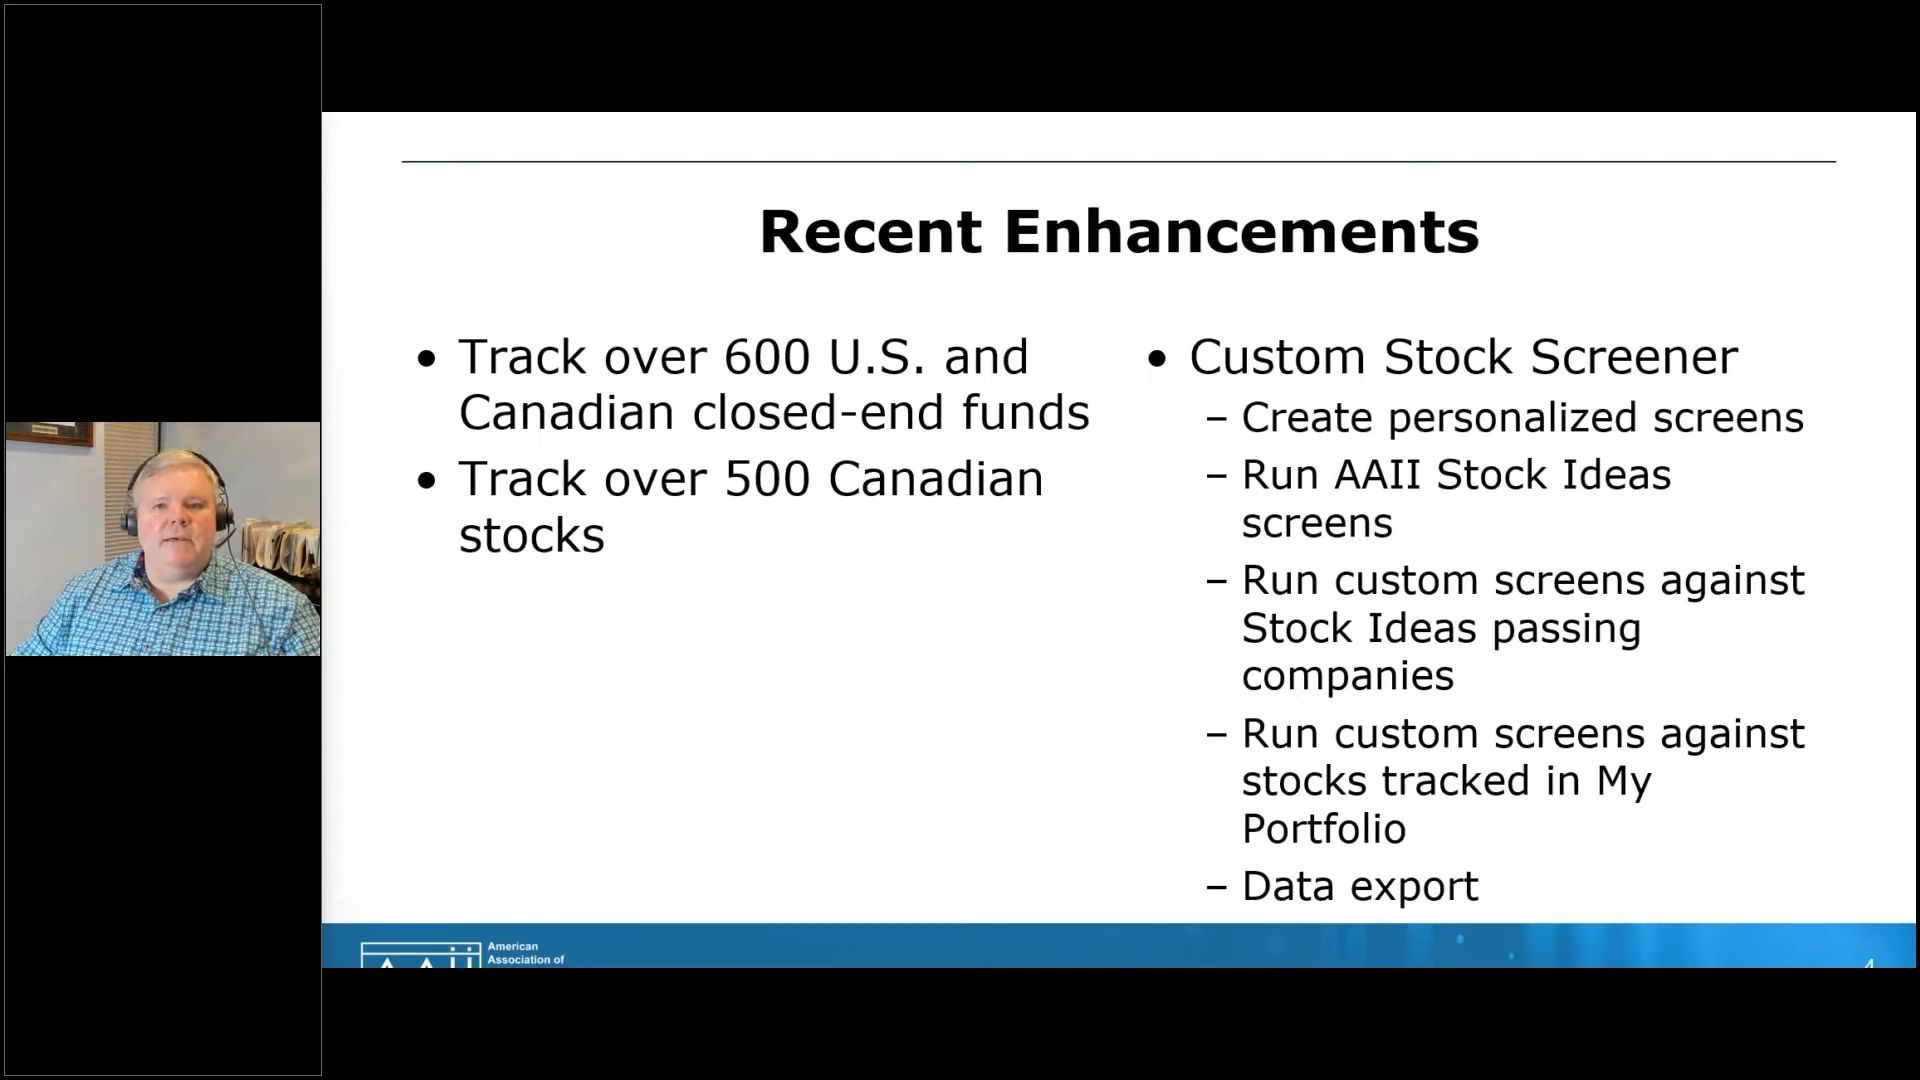 Recent Enhancements
• Track over 600 U.S. and
Canadian closed-end funds
• Track over 500 Canadian
stocks
• Custom Stock Screener
– Create personalized screens
– Run AAII Stock Ideas
screens
– Run custom screens against
Stock Ideas passing
companies
– Run custom screens against
stocks tracked in My
Portfolio
– Data export
AAII
American
Association of
4